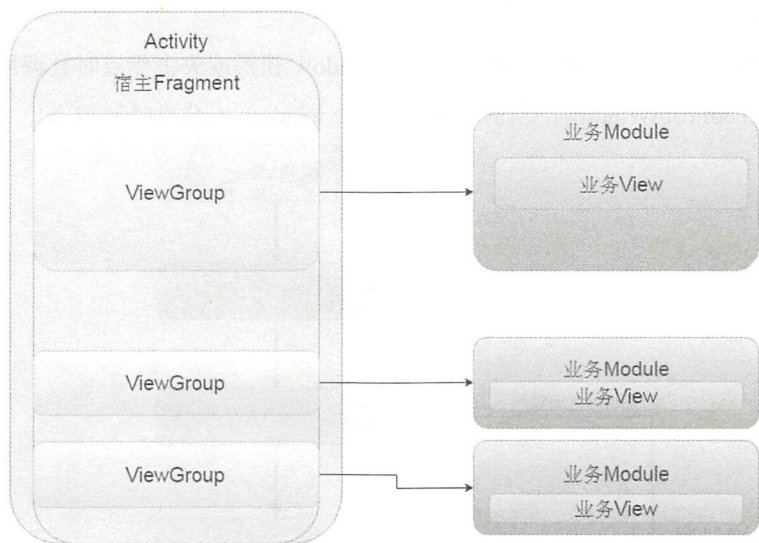 Activity
宿主Fragment
ViewGroup
业务Module
业务View
ViewGroup
业务Module
业务View
ViewGroup
业务Module
业务View